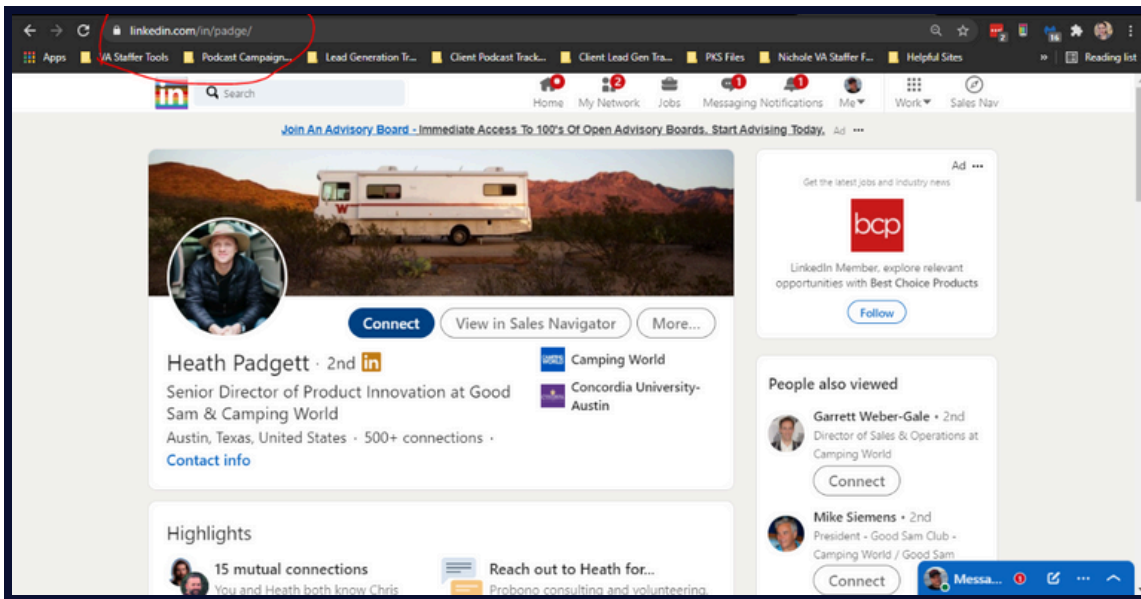 linkedin.com/in/padge/
Apps VA Staffer Tools Podcast Campaign... Lead Generation Tr... Client Podcast Track... Client Lead Gen Tra... PKS Files Nichole VA Staffer F... Helpful Sites » Reading list
in Search
2 1 1
Home My Network Jobs Messaging Notifications Me Work Sales Nav
Join An Advisory Board - Immediate Access To 100's Of Open Advisory Boards. Start Advising Today. Ad ···
W
Connect View in Sales Navigator More...
Heath Padgett · 2nd in
Senior Director of Product Innovation at Good
Sam & Camping World
Austin, Texas, United States · 500+ connections ·
Contact info
Camping World
Concordia University-
Austin
Highlights
15 mutual connections
You and Heath both know Chris
Reach out to Heath for...
Probono consulting and volunteering,
Ad ···
Get the latest jobs and industry news
bcp
LinkedIn Member, explore relevant
opportunities with Best Choice Products
Follow
People also viewed
Garrett Weber-Gale • 2nd
Director of Sales & Operations at
Camping World
Connect
Mike Siemens • 2nd
President - Good Sam Club -
Camping World / Good Sam
Connect
Messa... 1 ···